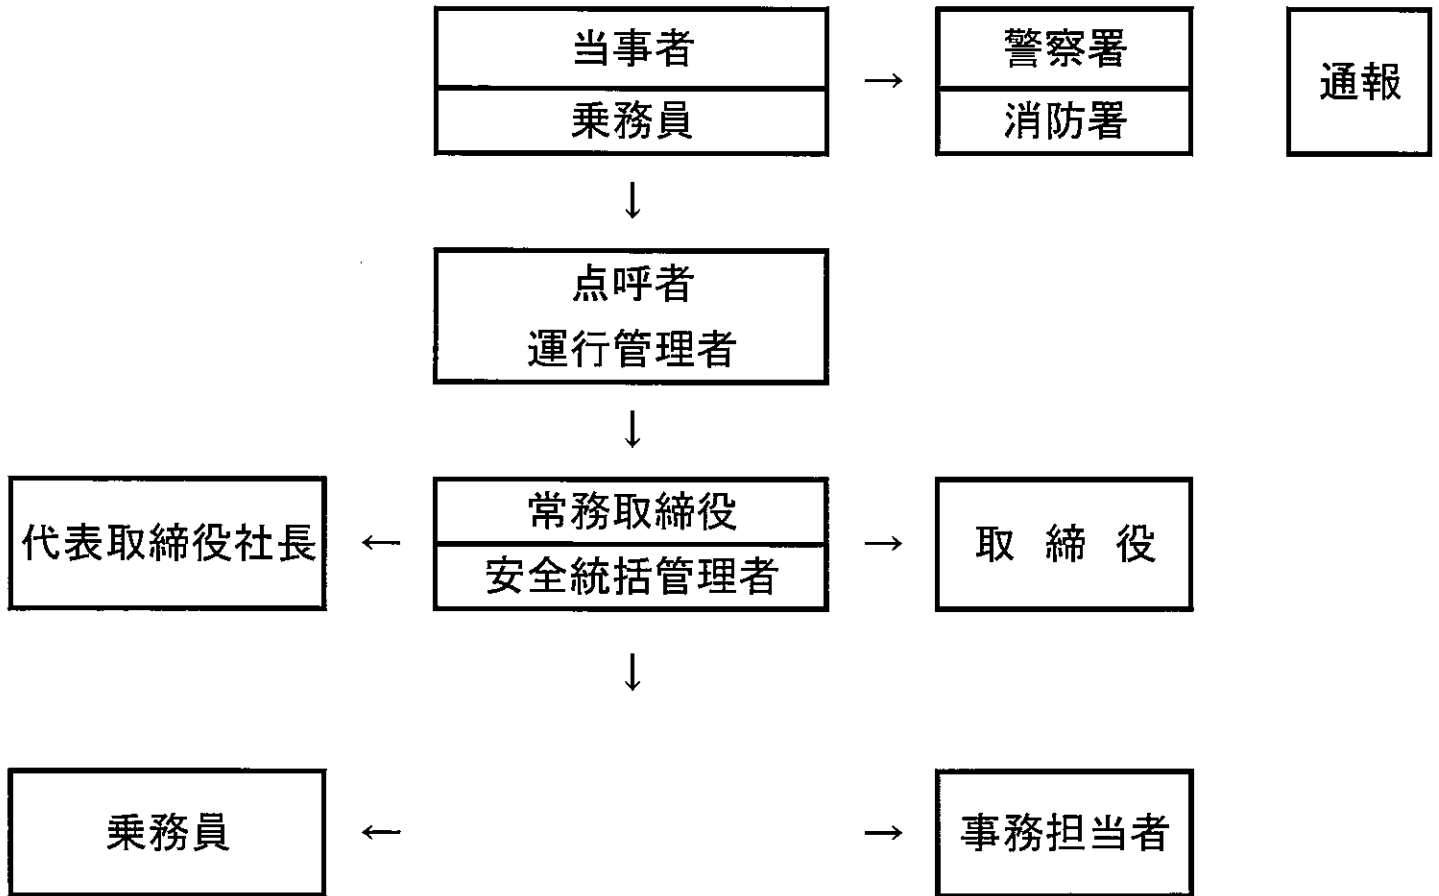 当事者
乗務員
→
警察署
消防署
通報
↓
点呼者
運行管理者
↓
代表取締役社長
←
常務取締役
安全統括管理者
→
取 締 役
↓
乗務員
←
→
事務担当者